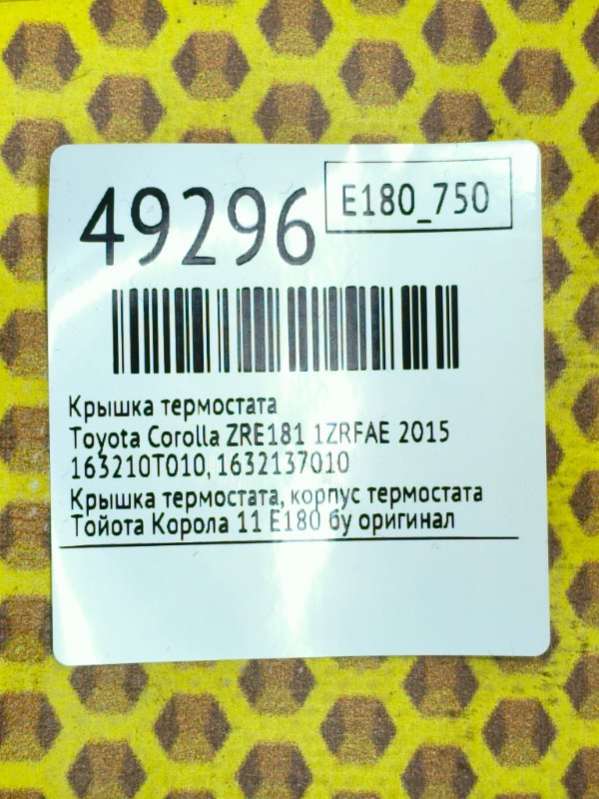 49296
E180_750
Крышка термостата
Toyota Corolla ZRE181 1ZRFAE 2015
163210T010, 1632137010
Крышка термостата, корпус термостата
Тойота Корола 11 Е180 бу оригинал